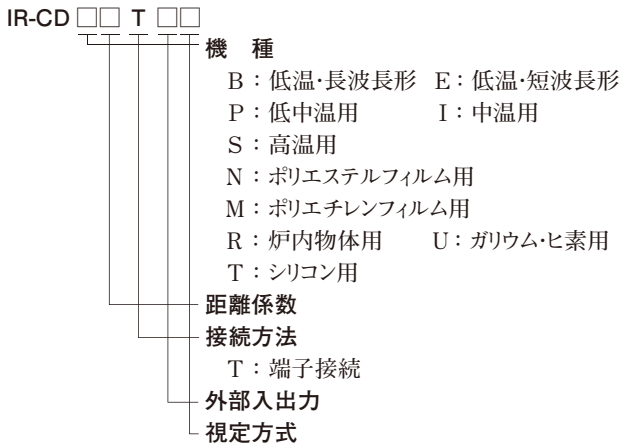 IR-CD □□ T □□
機 種
B：低温・長波長形 E：低温・短波長形
P：低中温用 I：中温用
S：高温用
N：ポリエステルフィルム用
M：ポリエチレンフィルム用
R：炉内物体用 U：ガリウム・ヒ素用
T：シリコン用
距離係数
接続方法
T：端子接続
外部入出力
視定方式